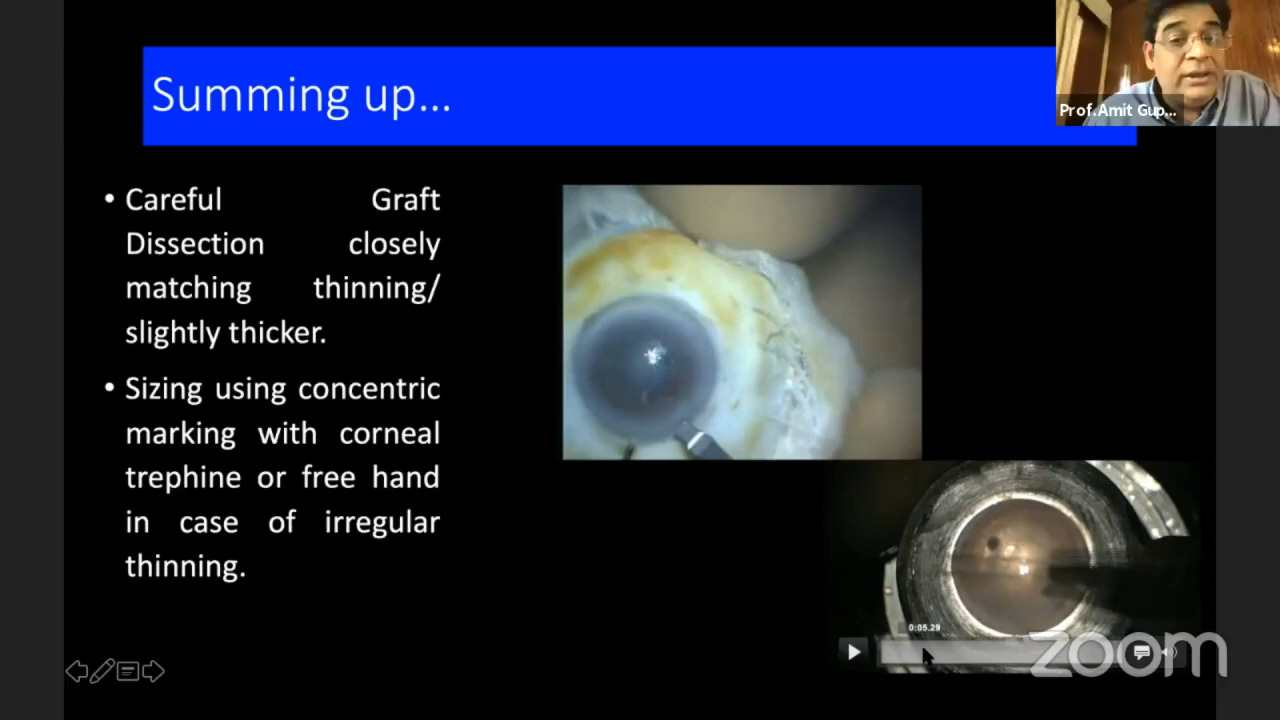 Summing up...
Prof.Amit Gup...
• Careful Graft
Dissection closely
matching thinning/
slightly thicker.
• Sizing using concentric
marking with corneal
trephine or free hand
in case of irregular
thinning.
0:05.29
zoom